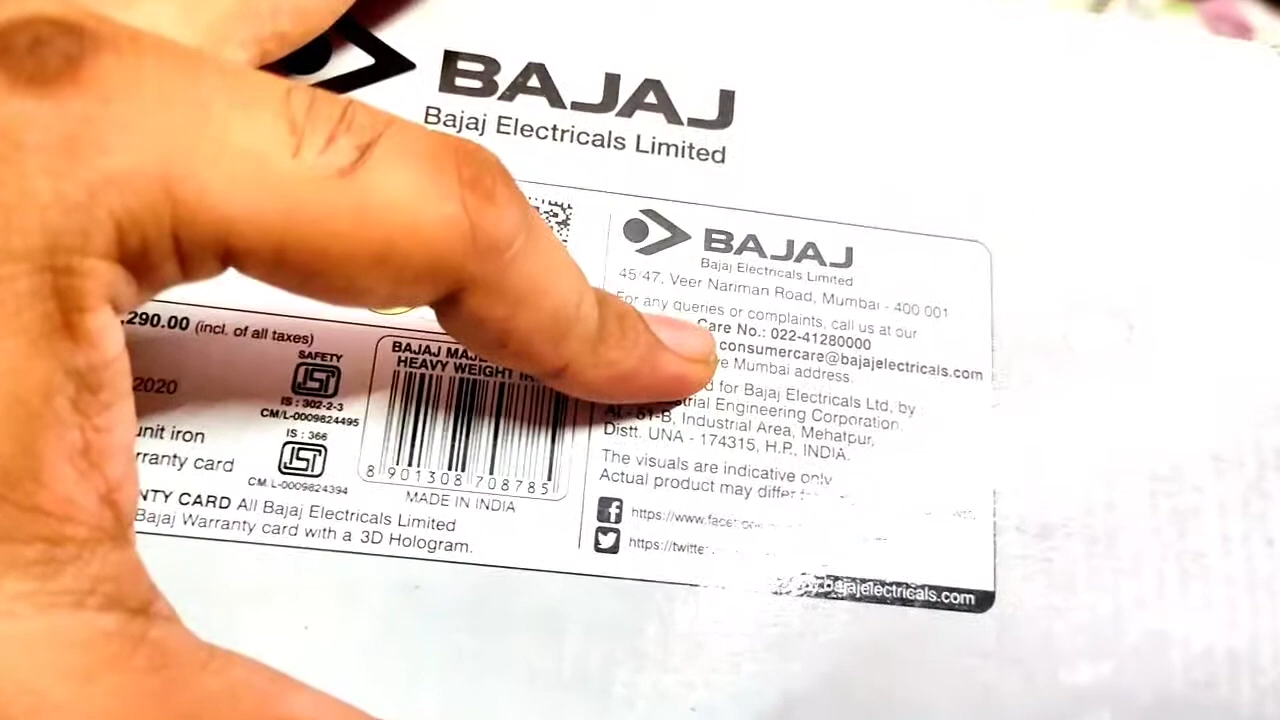 BAJAJ
Bajaj Electricals Limited
BAJAJ
Bajaj Electricals Limited
45/47, Veer Nariman Road, Mumbai - 400 001
For any queries or complaints, call us at our
Care No.: 022-41280000
consumercare@bajajelectricals.com
Mumbai address.
for Bajaj Electricals Ltd, by
Engineering Corporation.
51-B, Industrial Area, Mehatpur,
Distt. UNA - 174315, H.P., INDIA.
The visuals are indicative only
Actual product may differ
https://www.face
https://twitte
bajajelectricals.com
,290.00 (incl. of all taxes)
2020
unit iron
card
SAFETY
IS : 302-2-3
CM/L-0009824495
IS : 366
CM.L-0009824394
BAJAJ
HEAVY WEIGHT
8 901308 708785
MADE IN INDIA
CARD All Bajaj Electricals Limited
Bajaj Warranty card with a 3D Hologram.